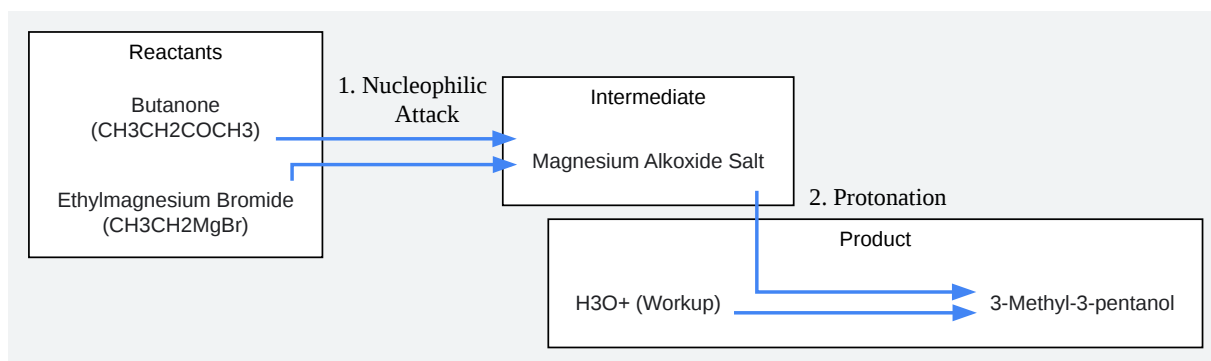 Reactants
Butanone
(CH3CH2COCH3)
Ethylmagnesium Bromide
(CH3CH2MgBr)
1. Nucleophilic
Attack
Intermediate
Magnesium Alkoxide Salt
2. Protonation
Product
H3O+ (Workup)
3-Methyl-3-pentanol